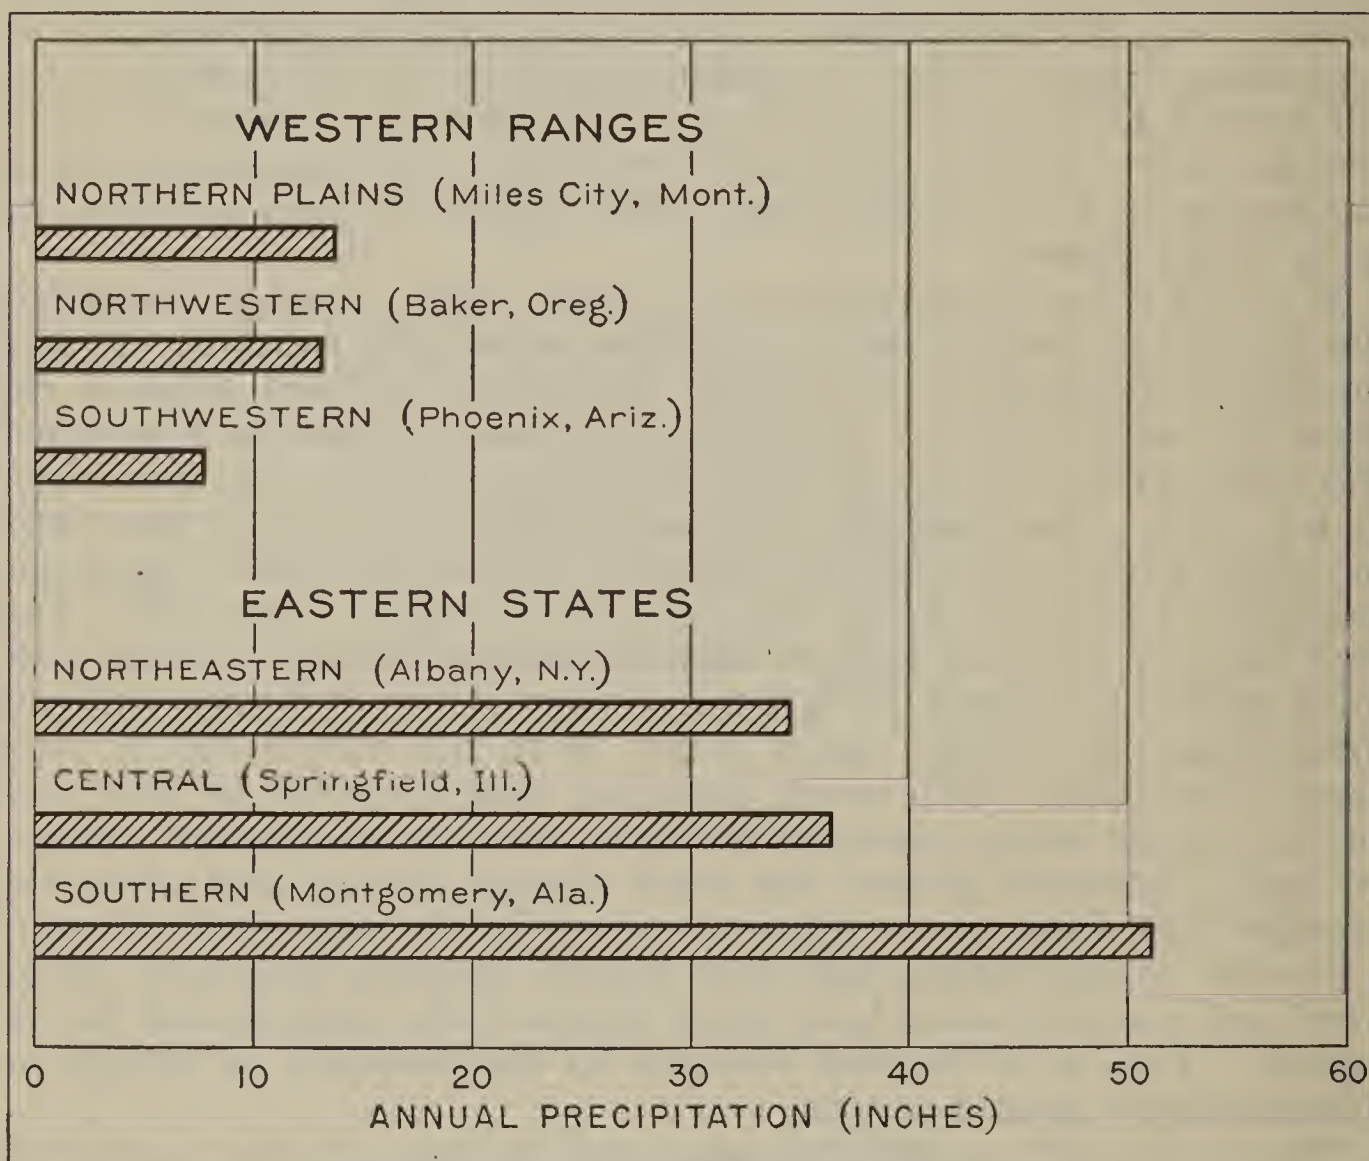 WESTERN RANGES
NORTHERN PLAINS (Miles City, Mont.)
NORTHWESTERN (Baker, Oreg.)
SOUTHWESTERN (Phoenix, Ariz.)
EASTERN STATES
NORTHEASTERN (Albany, N.Y.)
CENTRAL (Springfield, Ill.)
SOUTHERN (Montgomery, Ala.)
0 10 20 30 40 50 60
ANNUAL PRECIPITATION (INCHES)